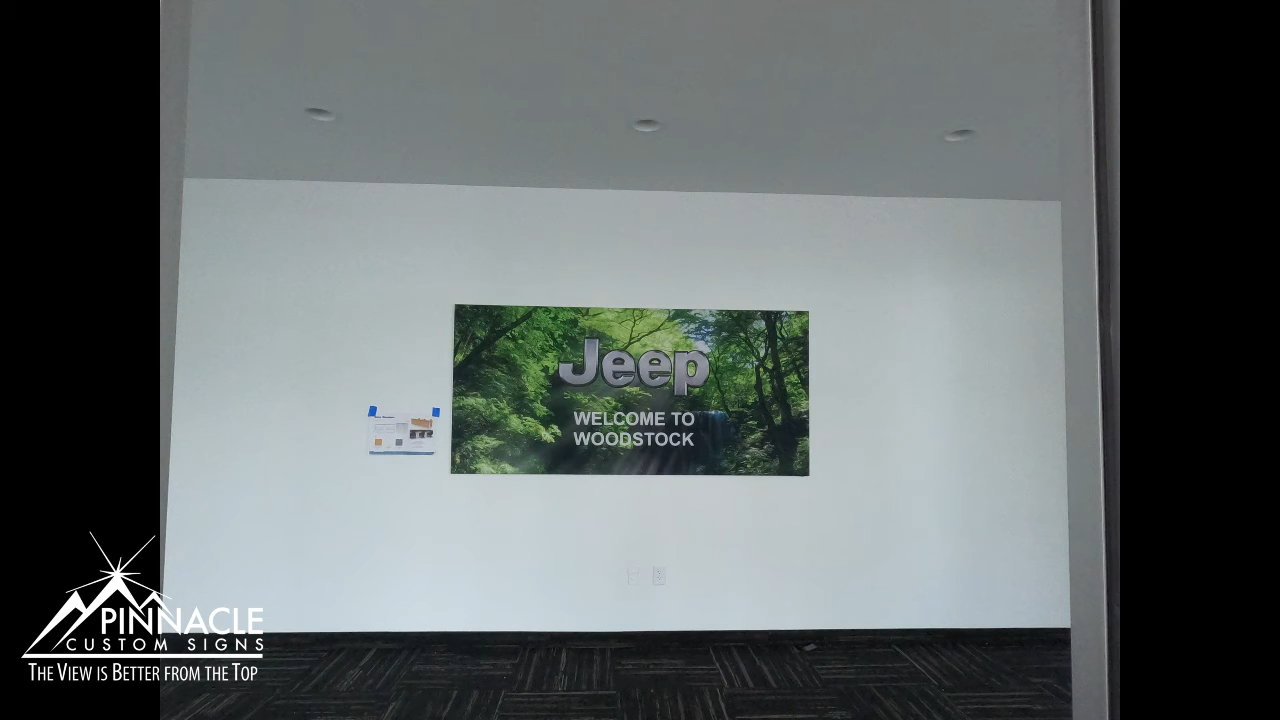 Jeep
WELCOME TO
WOODSTOCK
PINNACLE
CUSTOM SIGNS
THE VIEW IS BETTER FROM THE TOP